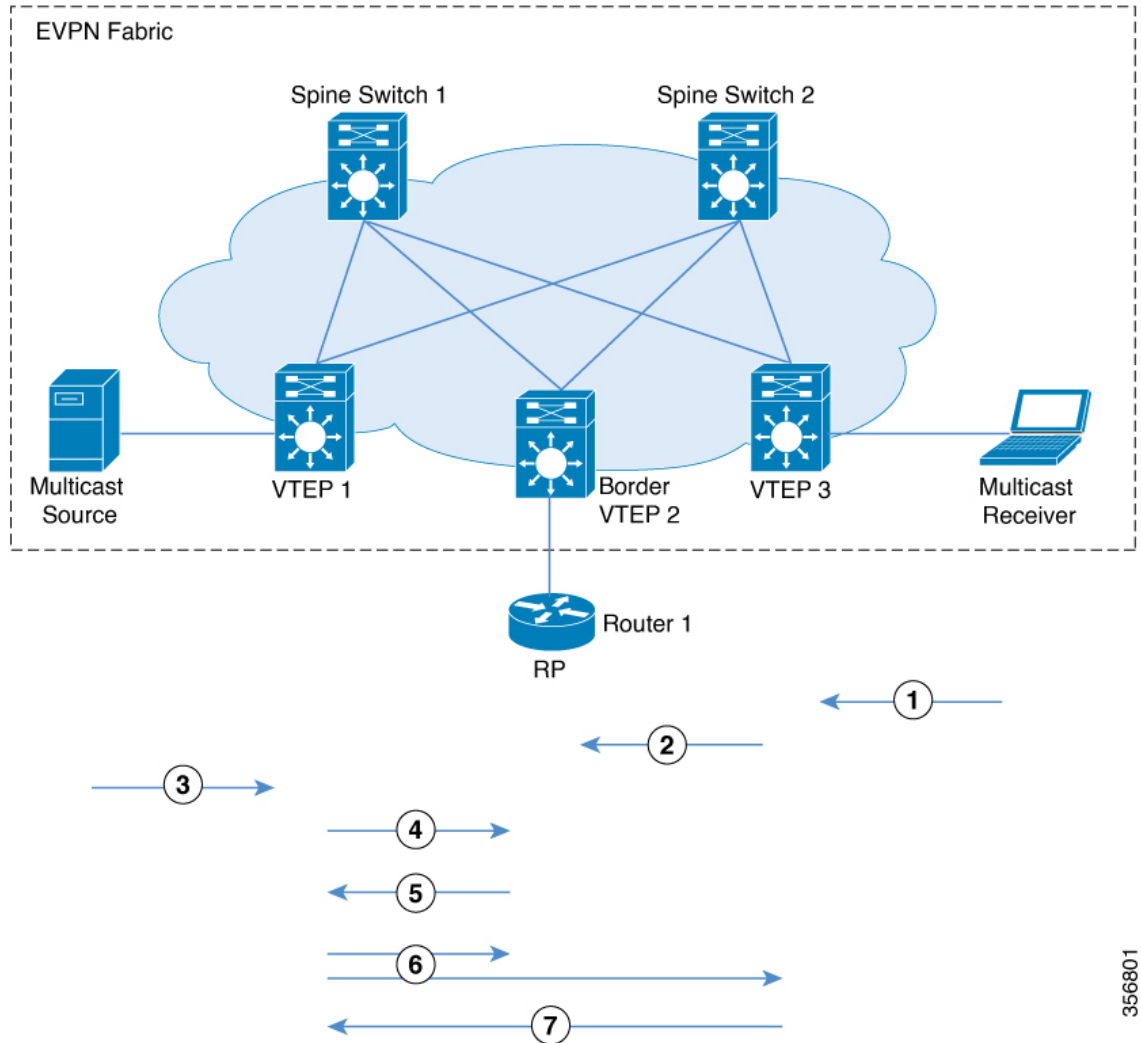 EVPN Fabric
Spine Switch 1
Spine Switch 2
Multicast
Source
VTEP 1
Border
VTEP 2
VTEP 3
Multicast
Receiver
Router 1
RP
1
2
3
4
5
6
7
356801